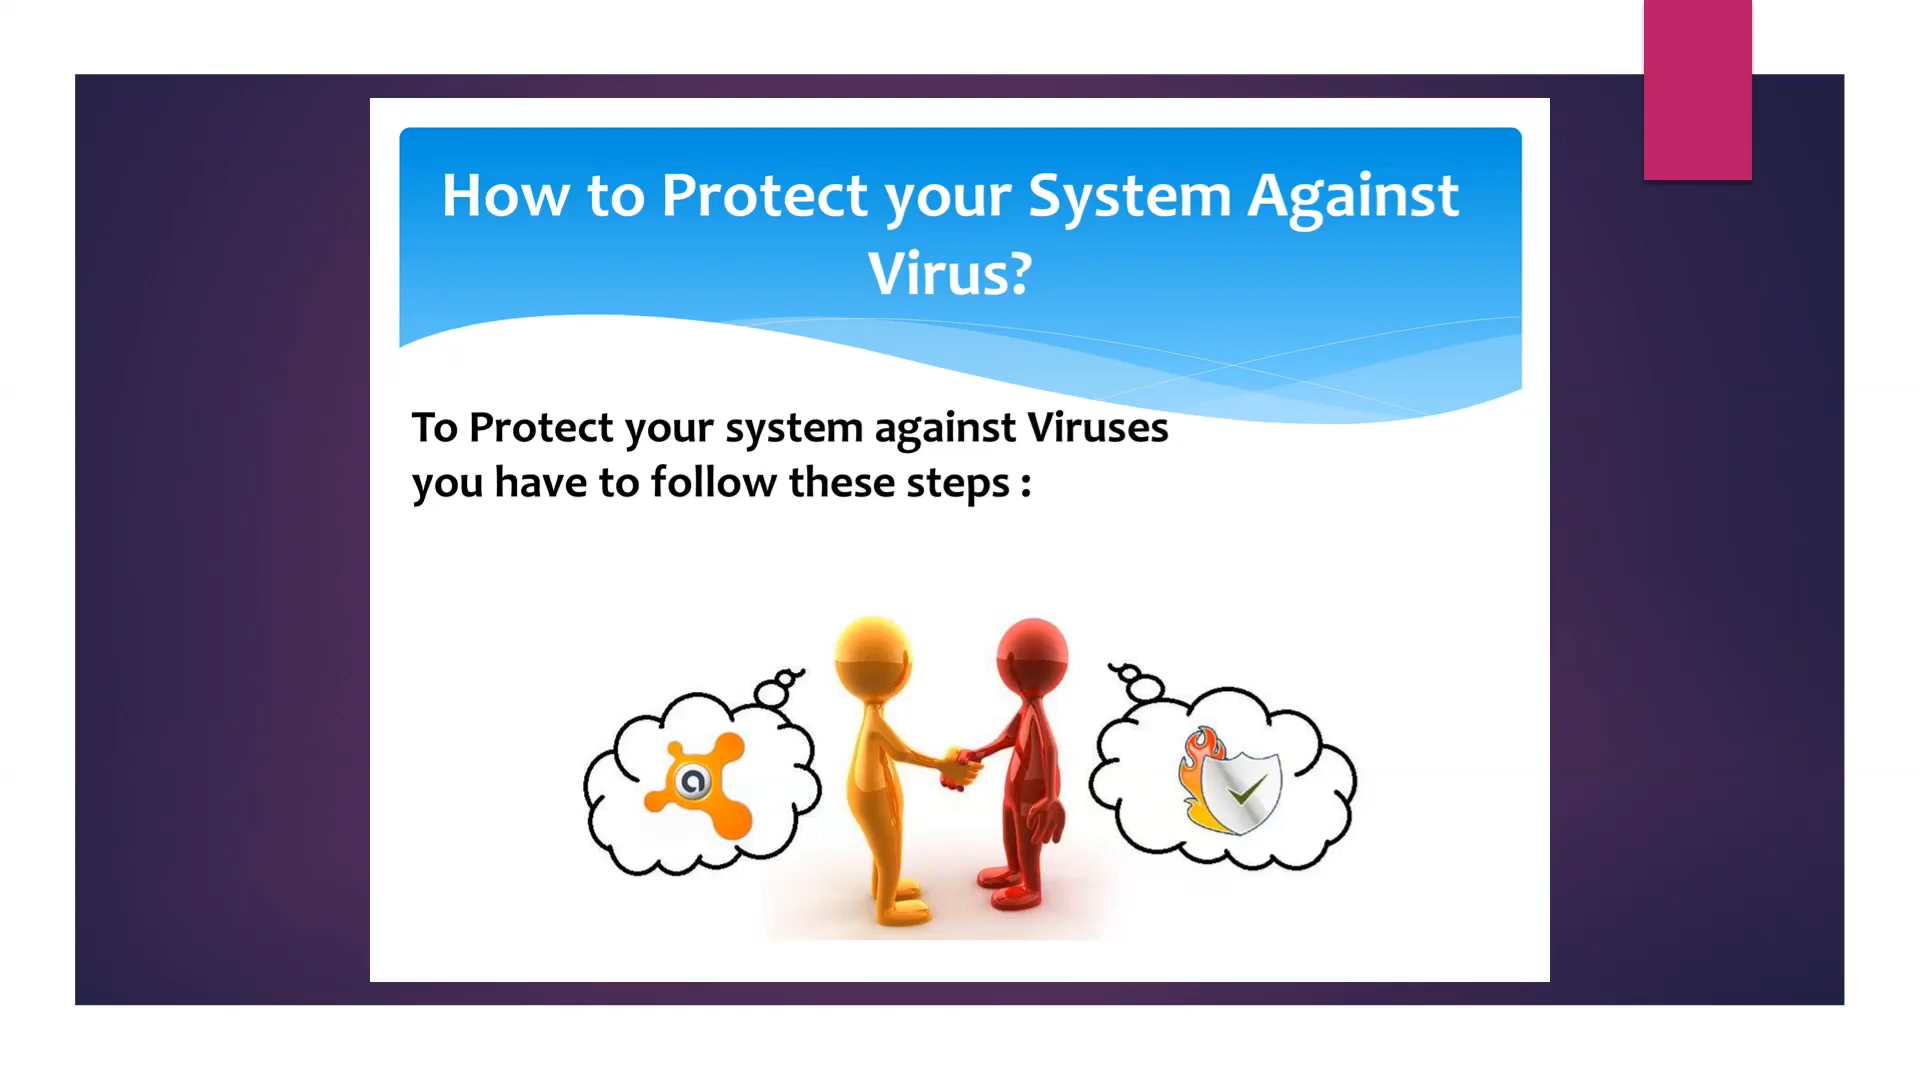 How to Protect your System Against
Virus?
To Protect your system against Viruses
you have to follow these steps :
a